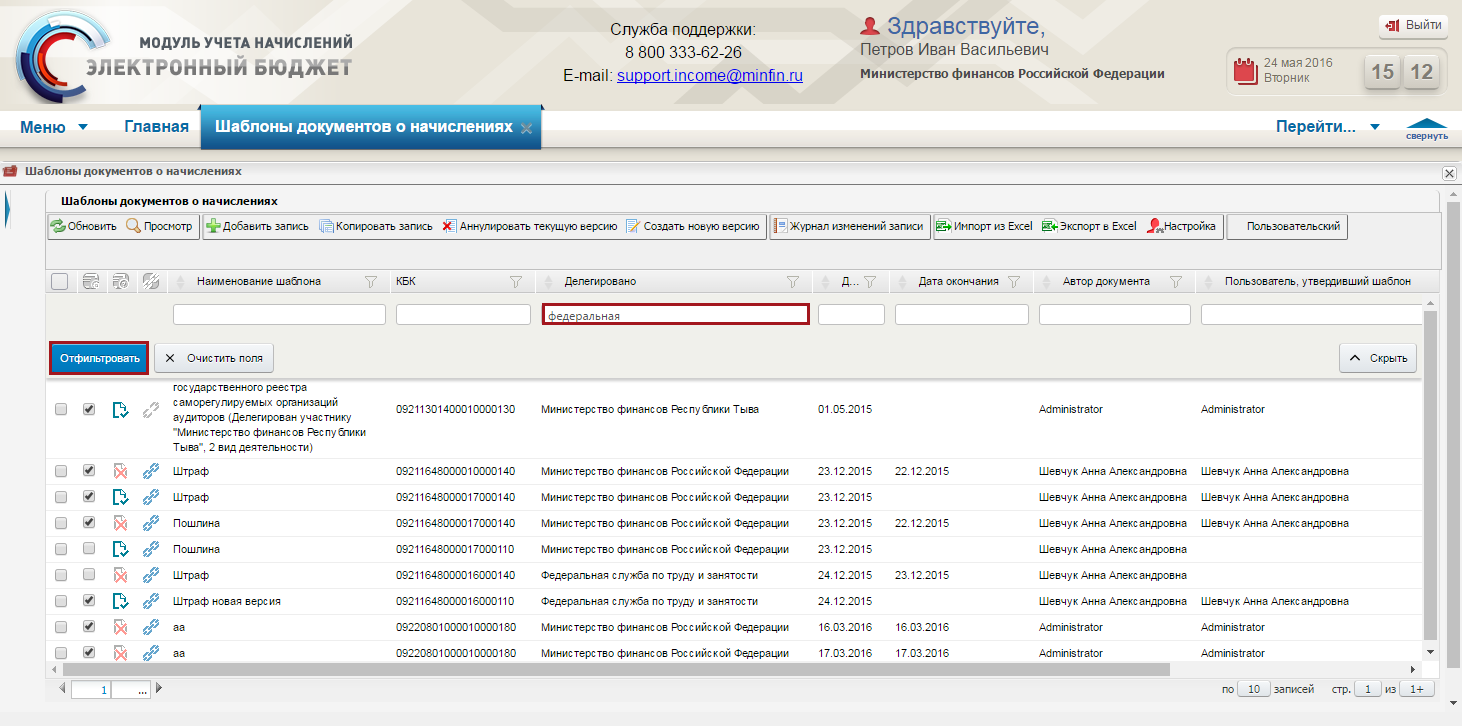 МОДУЛЬ УЧЕТА НАЧИСЛЕНИЙ
ЭЛЕКТРОННЫЙ БЮДЖЕТ
Служба поддержки:
8 800 333-62-26
E-mail: support.income@minfin.ru
Здравствуйте,
Петров Иван Васильевич
Министерство финансов Российской Федерации
Выйти
24 мая 2016
Вторник
15 12
Меню Главная Шаблоны документов о начислениях Перейти... свернуть
Шаблоны документов о начислениях
Шаблоны документов о начислениях
Обновить Просмотр Добавить запись Копировать запись Аннулировать текущую версию Создать новую версию Журнал изменений записи Импорт из Excel Экспорт в Excel Настройка Пользовательский
Наименование шаблона КБК Делегировано Д... Дата окончания Автор документа Пользователь, утвердивший шаблон
федеральная
Отфильтровать Очистить поля Скрыть
государственного реестра
саморегулируемых организаций
аудиторов (Делегирован участнику 09211301400010000130 Министерство финансов Республики Тыва 01.05.2015 Administrator Administrator
"Министерство финансов Республики
Тыва", 2 вид деятельности)
Штраф 09211648000010000140 Министерство финансов Российской Федерации 23.12.2015 22.12.2015 Шевчук Анна Александровна Шевчук Анна Александровна
Штраф 09211648000017000140 Министерство финансов Российской Федерации 23.12.2015 Шевчук Анна Александровна Шевчук Анна Александровна
Пошлина 09211648000017000140 Министерство финансов Российской Федерации 23.12.2015 22.12.2015 Шевчук Анна Александровна Шевчук Анна Александровна
Пошлина 09211648000017000110 Министерство финансов Российской Федерации 23.12.2015 Шевчук Анна Александровна
Штраф 09211648000016000140 Федеральная служба по труду и занятости 24.12.2015 23.12.2015 Шевчук Анна Александровна
Штраф новая версия 09211648000016000110 Федеральная служба по труду и занятости 24.12.2015 Шевчук Анна Александровна Шевчук Анна Александровна
аа 09220801000010000180 Министерство финансов Российской Федерации 16.03.2016 16.03.2016 Administrator Administrator
аа 09220801000010000180 Министерство финансов Российской Федерации 17.03.2016 17.03.2016 Administrator Administrator
1 ... по 10 записей стр. 1 из 1+